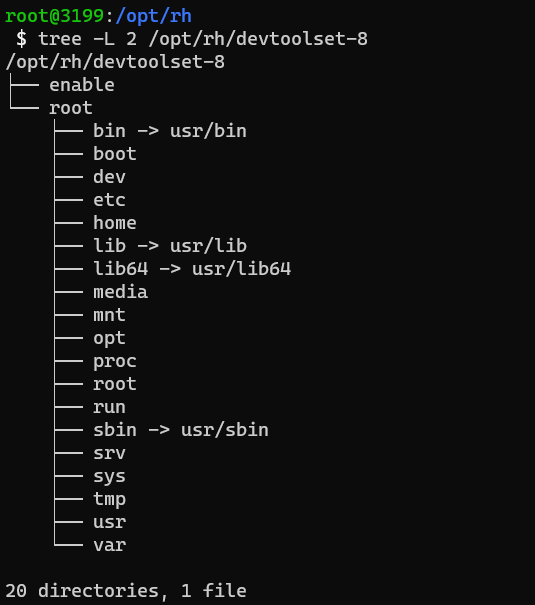 root@3199:/opt/rh
$ tree -L 2 /opt/rh/devtoolset-8
/opt/rh/devtoolset-8
├── enable
└── root
    ├── bin -> usr/bin
    ├── boot
    ├── dev
    ├── etc
    ├── home
    ├── lib -> usr/lib
    ├── lib64 -> usr/lib64
    ├── media
    ├── mnt
    ├── opt
    ├── proc
    ├── root
    ├── run
    ├── sbin -> usr/sbin
    ├── srv
    ├── sys
    ├── tmp
    ├── usr
    └── var
20 directories, 1 file